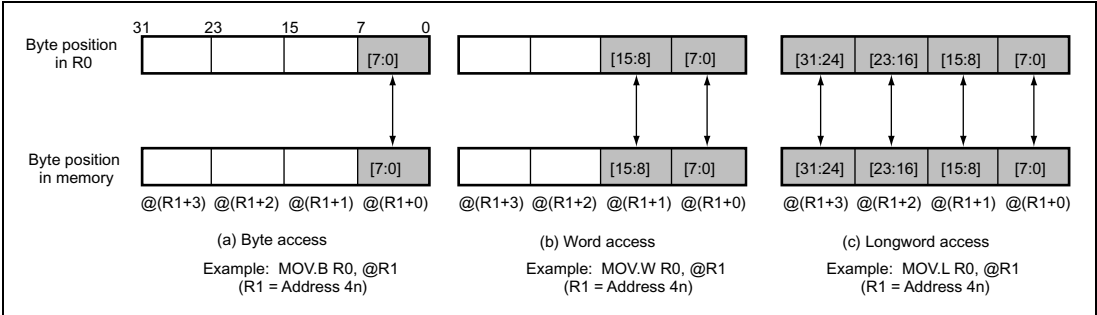 31 23 15 7 0
Byte position
in R0
[7:0] [15:8] [7:0] [31:24] [23:16] [15:8] [7:0]
Byte position
in memory
[7:0] [15:8] [7:0] [31:24] [23:16] [15:8] [7:0]
@(R1+3) @(R1+2) @(R1+1) @(R1+0) @(R1+3) @(R1+2) @(R1+1) @(R1+0) @(R1+3) @(R1+2) @(R1+1) @(R1+0)
(a) Byte access (b) Word access (c) Longword access
Example: MOV.B R0, @R1 Example: MOV.W R0, @R1 Example: MOV.L R0, @R1
(R1 = Address 4n) (R1 = Address 4n) (R1 = Address 4n)